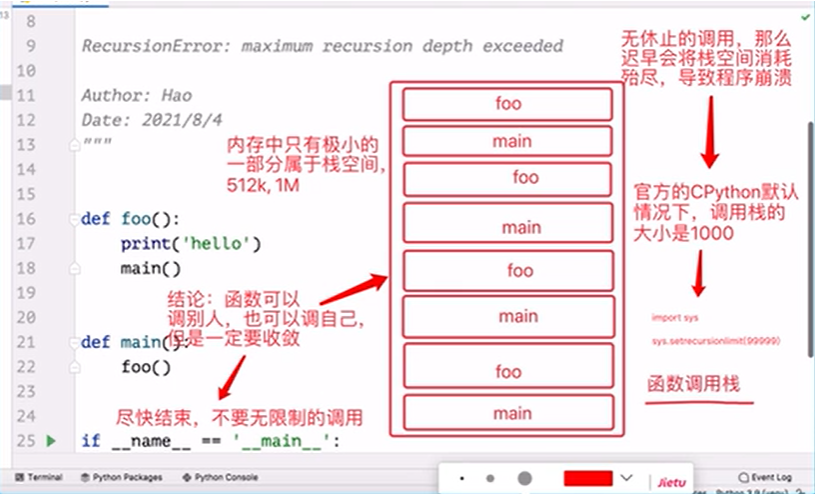 8
9 RecursionError: maximum recursion depth exceeded
10
11 Author: Hao
12 Date: 2021/8/4
13 """
14
15
16 def foo():
17 print('hello')
18 main()
19
20
21 def main():
22 foo()
23
24
25 if __name__ == '__main__':
内存中只有极小的
一部分属于栈空间,
512k, 1M
结论：函数可以
调别人，也可以调自己，
但是一定要收敛
尽快结束，不要无限制的调用
foo
main
foo
main
foo
main
foo
main
无休止的调用，那么
迟早会将栈空间消耗
殆尽，导致程序崩溃
官方的CPython默认
情况下，调用栈的
大小是1000
import sys
sys.setrecursionlimit(99999)
函数调用栈
Terminal Python Packages Python Console Event Log
Jietu